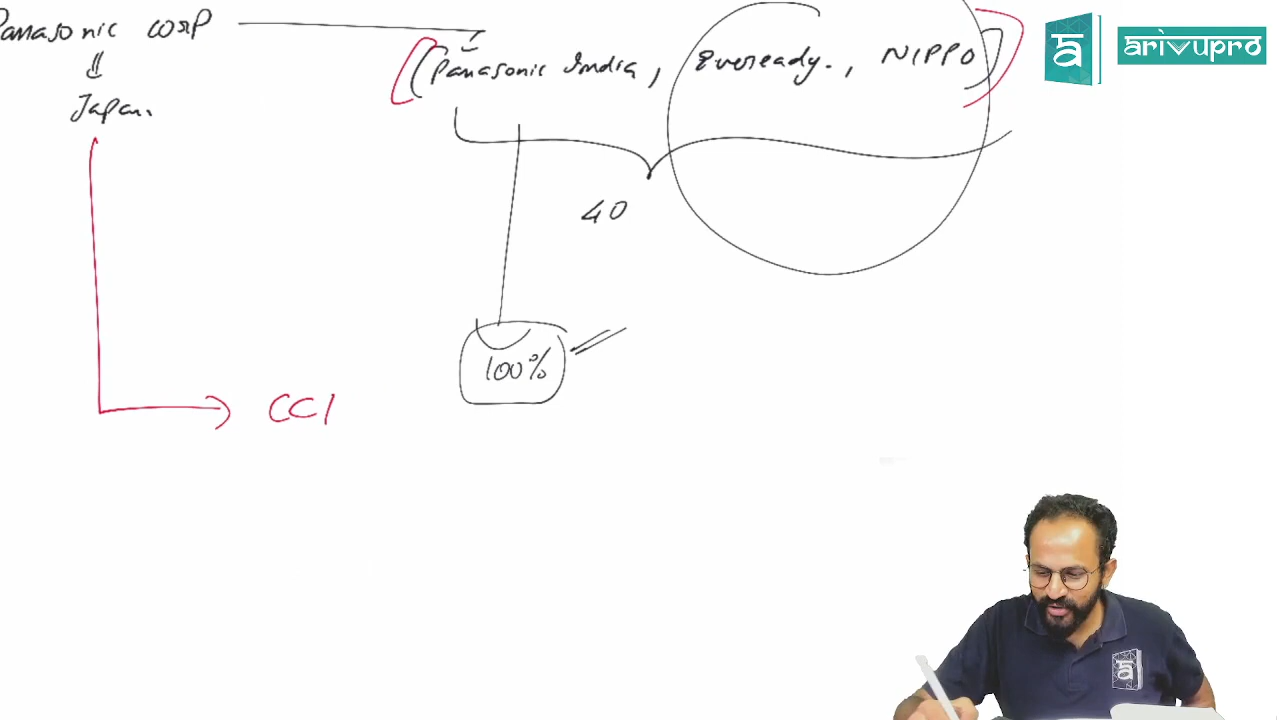 Panasonic corp
(Panasonic India, Eveready., NIPPO)
Japan.
40
100%
CCI
arivupro